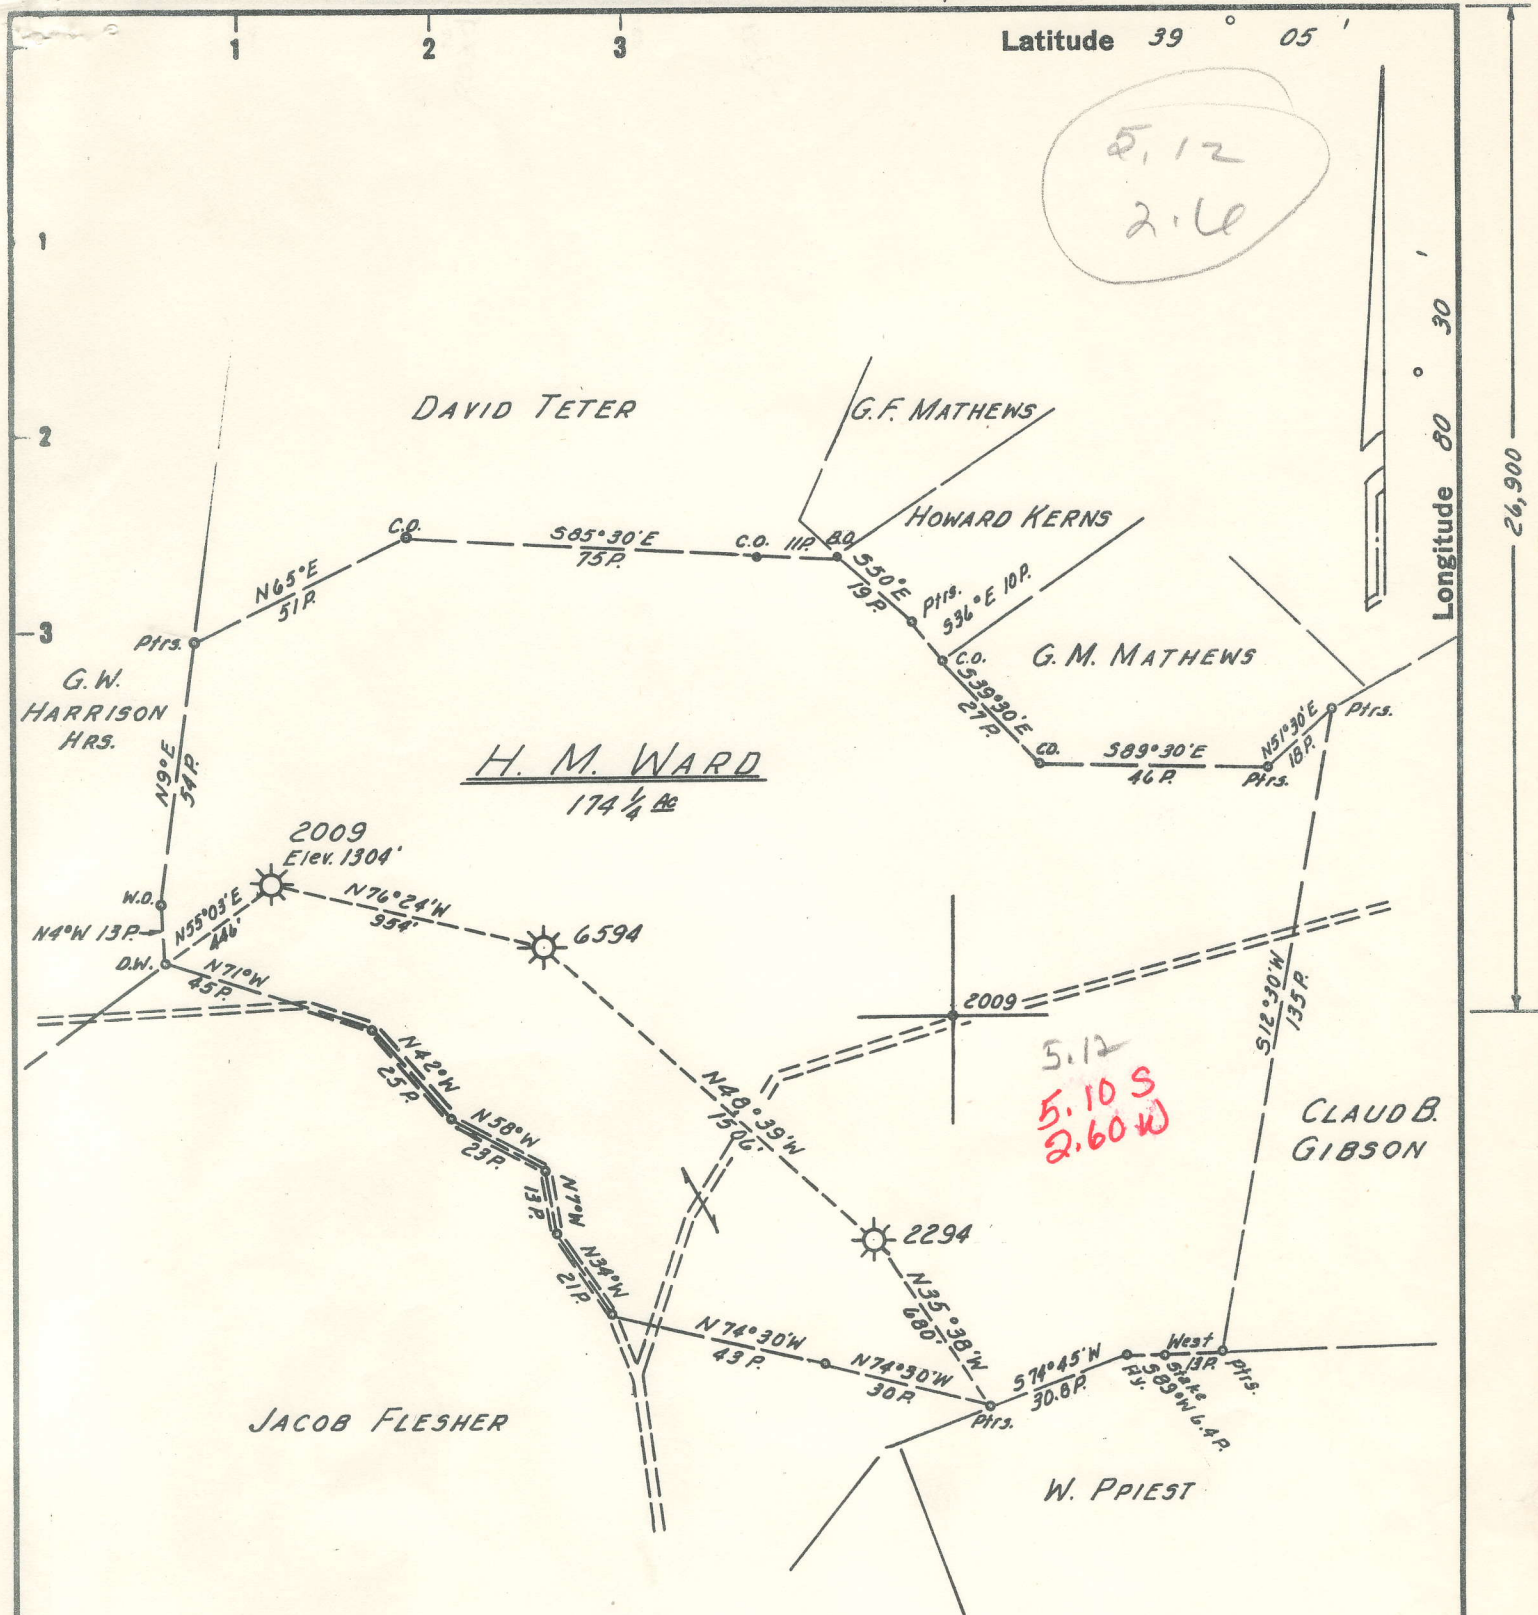 1 2 3
Latitude 39 ° 05 '
5.12
2.6
1
2
3
Longitude 80 ° 30 '
26,900
DAVID TETER
G.F. MATHEWS
HOWARD KERNS
G. M. MATHEWS
G.W.
HARRISON
HRS.
C.O.
S85°30'E
75P.
C.O. 11P. B.O.
N65°E
51P.
Ptrs.
S50°E
19P.
Ptrs.
S36°E 10P.
C.O.
S39°30'E
27P.
C.O.
S89°30'E
46P.
Ptrs.
N51°30'E
18P.
Ptrs.
N9°E
54P.
H. M. WARD
174 1/4 Ac
2009
Elev. 1304'
N76°24'W
954'
6594
W.O.
N4°W 13P.
N55°03'E
446'
D.W.
N71°W
45P.
N42°W
25P.
N58°W
23P.
N7°W
13P.
N34°W
21P.
N48°39'W
1506'
2009
5.12
5.10 S
2.60 W
S12°30'W
135P.
CLAUD B.
GIBSON
2294
N35°38'W
680'
N74°30'W
43P.
N74°30'W
30P.
Ptrs.
S74°45'W
30.8P.
Hy.
West
13P.
Stake
S89°W 6.4P.
Ptrs.
JACOB FLESHER
W. PPIEST